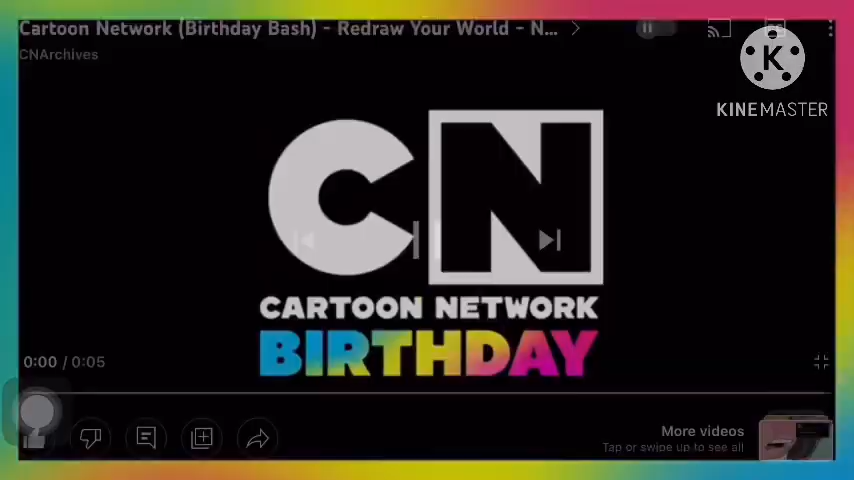 Cartoon Network (Birthday Bash) - Redraw Your World - N...
CNArchives
K
KINEMASTER
CN
CARTOON NETWORK
BIRTHDAY
0:00 / 0:05
More videos
Tap or swipe up to see all